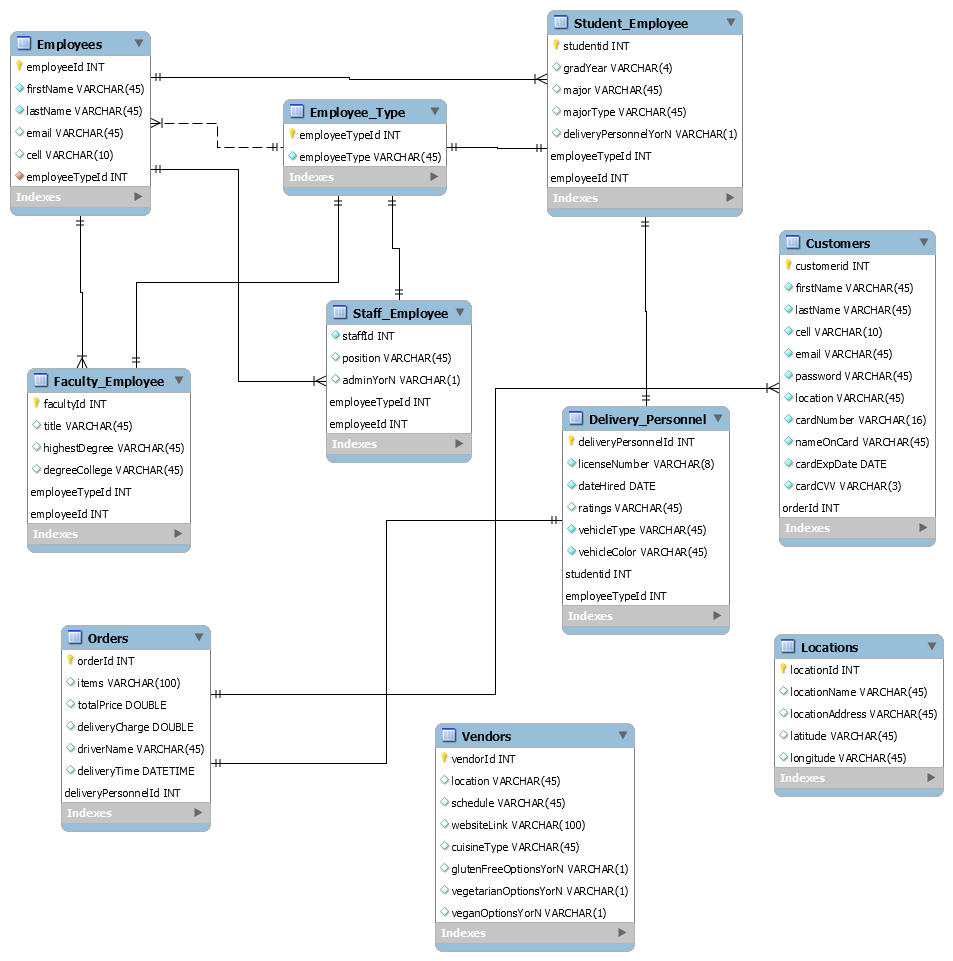 Employees
employeeId INT
firstName VARCHAR(45)
lastName VARCHAR(45)
email VARCHAR(45)
cell VARCHAR(10)
employeeTypeId INT
Indexes
Employee_Type
employeeTypeId INT
employeeType VARCHAR(45)
Indexes
Student_Employee
studentid INT
gradYear VARCHAR(4)
major VARCHAR(45)
majorType VARCHAR(45)
deliveryPersonnelYorN VARCHAR(1)
employeeTypeId INT
employeeId INT
Indexes
Customers
customerid INT
firstName VARCHAR(45)
lastName VARCHAR(45)
cell VARCHAR(10)
email VARCHAR(45)
password VARCHAR(45)
location VARCHAR(45)
cardNumber VARCHAR(16)
nameOnCard VARCHAR(45)
cardExpDate DATE
cardCVV VARCHAR(3)
orderId INT
Indexes
Staff_Employee
staffId INT
position VARCHAR(45)
adminYorN VARCHAR(1)
employeeTypeId INT
employeeId INT
Indexes
Faculty_Employee
facultyId INT
title VARCHAR(45)
highestDegree VARCHAR(45)
degreeCollege VARCHAR(45)
employeeTypeId INT
employeeId INT
Indexes
Delivery_Personnel
deliveryPersonnelId INT
licenseNumber VARCHAR(8)
dateHired DATE
ratings VARCHAR(45)
vehicleType VARCHAR(45)
vehicleColor VARCHAR(45)
studentid INT
employeeTypeId INT
Indexes
Orders
orderId INT
items VARCHAR(100)
totalPrice DOUBLE
deliveryCharge DOUBLE
driverName VARCHAR(45)
deliveryTime DATETIME
deliveryPersonnelId INT
Indexes
Vendors
vendorId INT
location VARCHAR(45)
schedule VARCHAR(45)
websiteLink VARCHAR(100)
cuisineType VARCHAR(45)
glutenFreeOptionsYorN VARCHAR(1)
vegetarianOptionsYorN VARCHAR(1)
veganOptionsYorN VARCHAR(1)
Indexes
Locations
locationId INT
locationName VARCHAR(45)
locationAddress VARCHAR(45)
latitude VARCHAR(45)
longitude VARCHAR(45)
Indexes